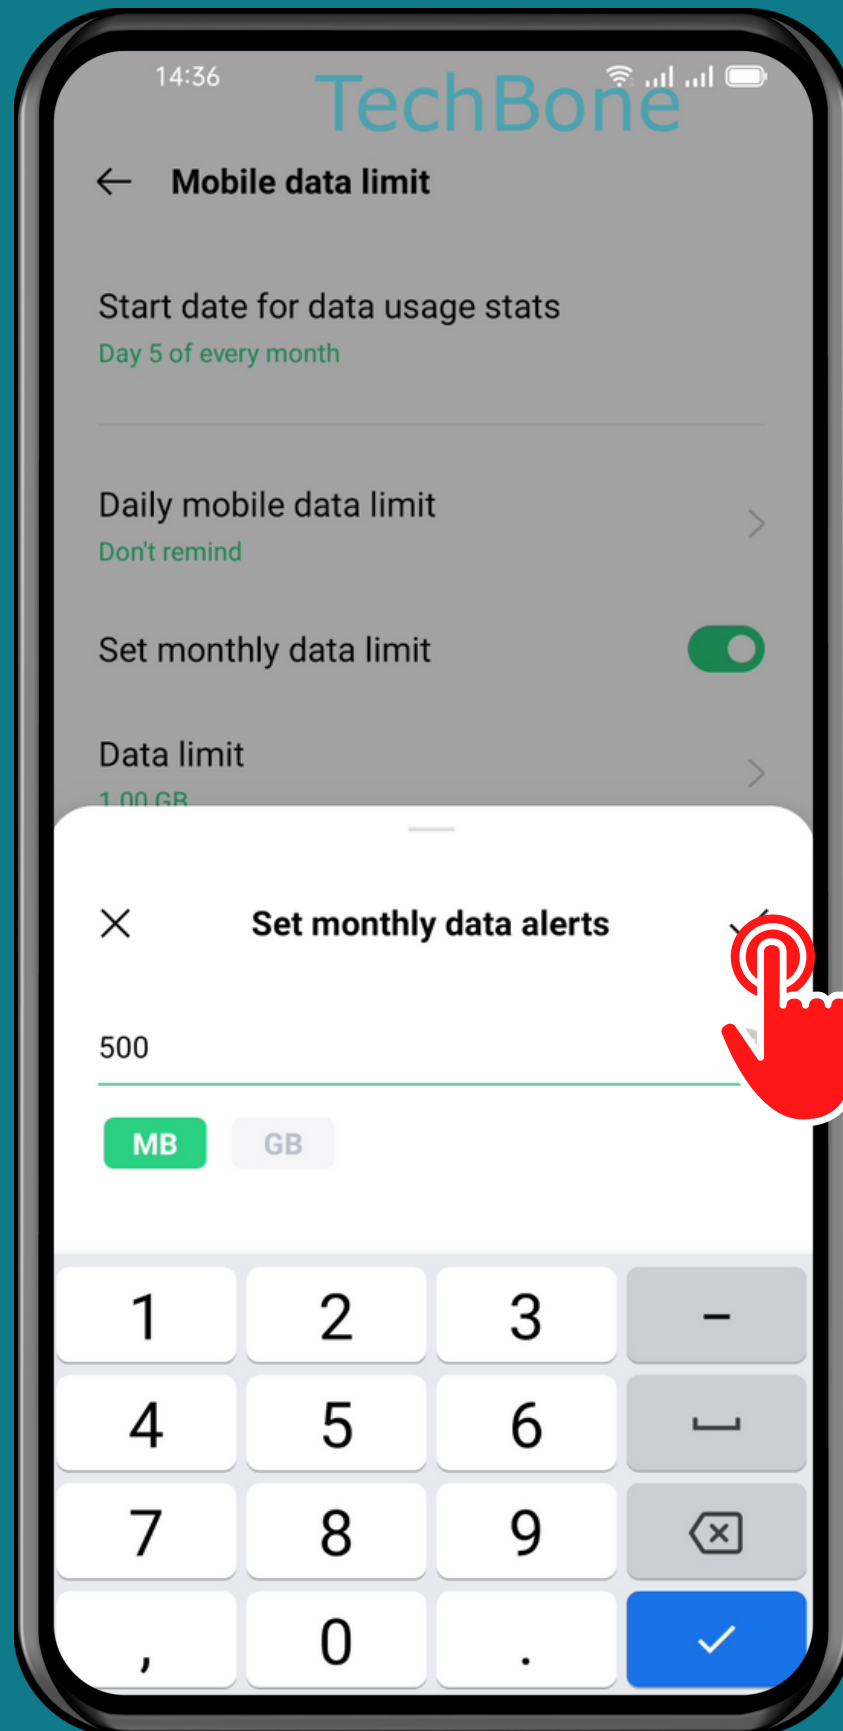 14:36
TechBone
Mobile data limit
Start date for data usage stats
Day 5 of every month
Daily mobile data limit
Don't remind
Set monthly data limit
Data limit
1.00 GB
Set monthly data alerts
500
MB GB
1 2 3 -
4 5 6
7 8 9
, 0 .